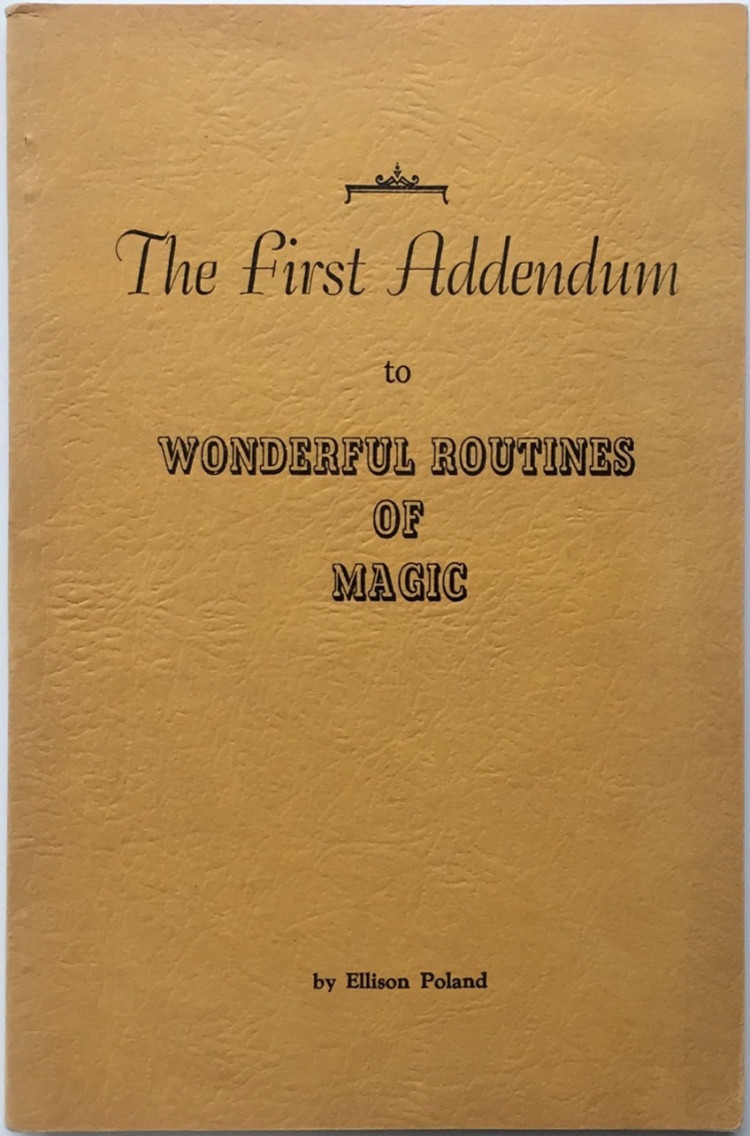 The First Addendum
to
WONDERFUL ROUTINES
OF
MAGIC
by Ellison Poland